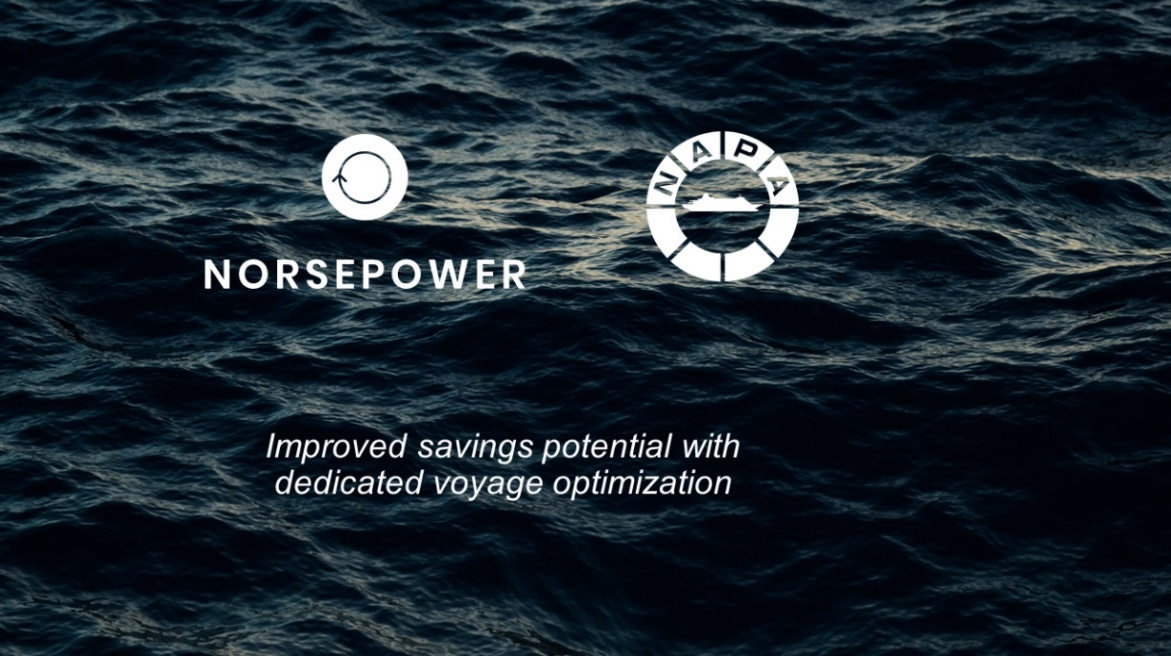 NORSEPOWER
NAPA
Improved savings potential with
dedicated voyage optimization